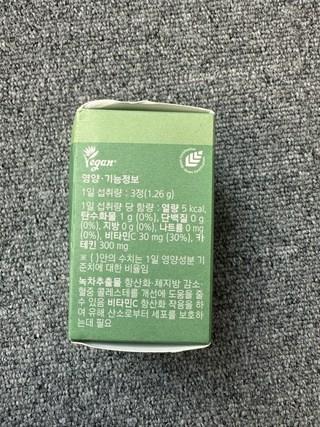 Vegan
영양·기능정보
1일 섭취량 : 3정(1.26 g)
1일 섭취량 당 함량 : 열량 5 kcal,
탄수화물 1 g (0%), 단백질 0 g
(0%), 지방 0 g (0%), 나트륨 0 mg
(0%), 비타민C 30 mg (30%), 카
테킨 300 mg
※ ( )안의 수치는 1일 영양성분 기
준치에 대한 비율임
녹차추출물 항산화·체지방 감소·
혈중 콜레스테롤 개선에 도움을 줄
수 있음 비타민C 항산화 작용을 하
여 유해 산소로부터 세포를 보호하
는데 필요